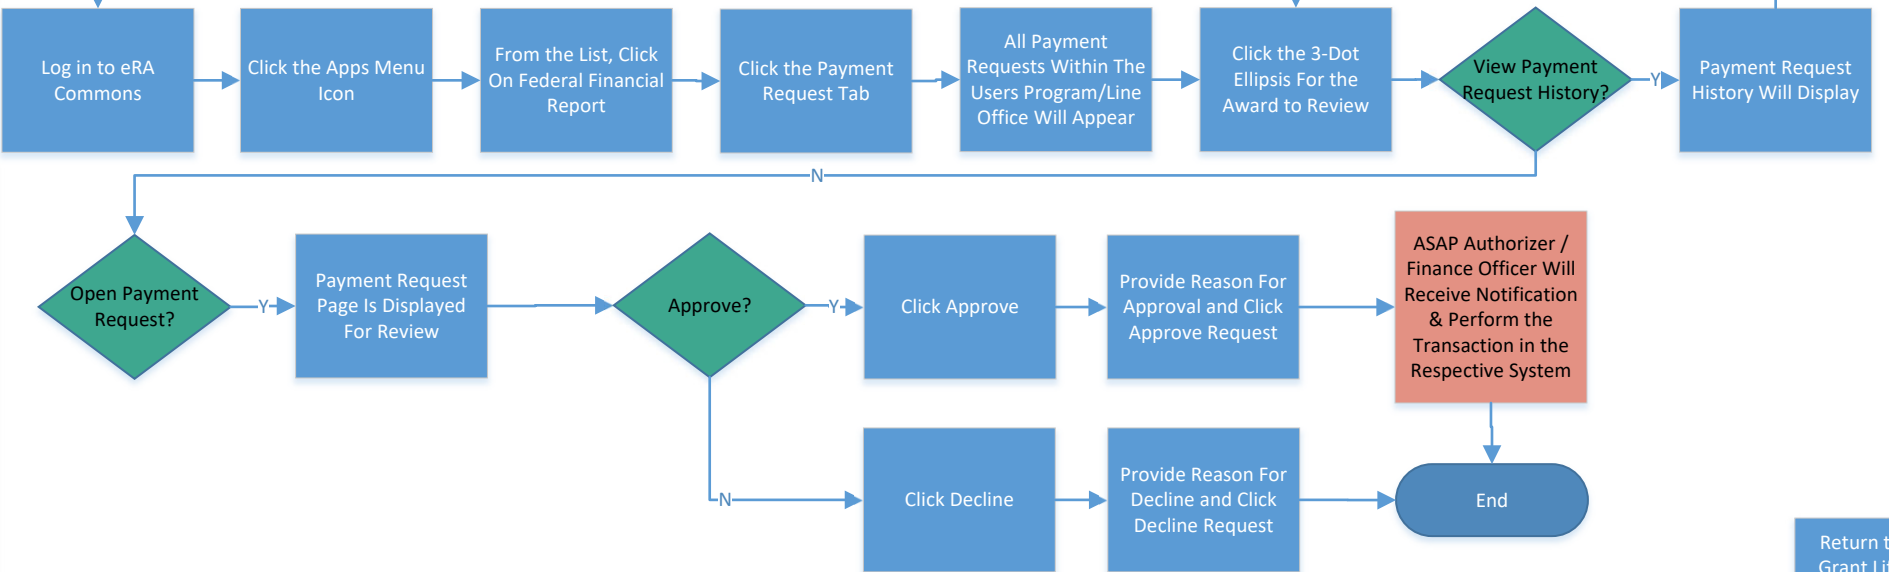 Log in to eRA
Commons
Click the Apps Menu
Icon
From the List, Click
On Federal Financial
Report
Click the Payment
Request Tab
All Payment
Requests Within The
Users Program/Line
Office Will Appear
Click the 3-Dot
Ellipsis For the
Award to Review
View Payment
Request History?
Y
Payment Request
History Will Display
N
Open Payment
Request?
Y
Payment Request
Page Is Displayed
For Review
Approve?
Y
Click Approve
Provide Reason For
Approval and Click
Approve Request
ASAP Authorizer /
Finance Officer Will
Receive Notification
& Perform the
Transaction in the
Respective System
N
Click Decline
Provide Reason For
Decline and Click
Decline Request
End
Return
Grant